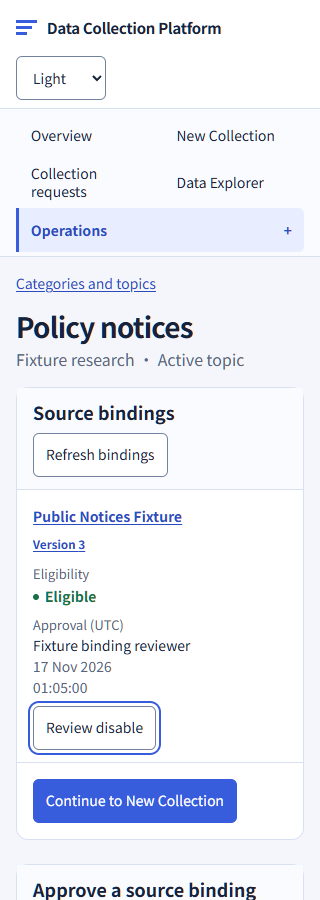 Data Collection Platform
Light
Overview
New Collection
Collection
requests
Data Explorer
Operations +
Categories and topics
Policy notices
Fixture research • Active topic
Source bindings
Refresh bindings
Public Notices Fixture
Version 3
Eligibility
• Eligible
Approval (UTC)
Fixture binding reviewer
17 Nov 2026
01:05:00
Review disable
Continue to New Collection
Approve a source binding